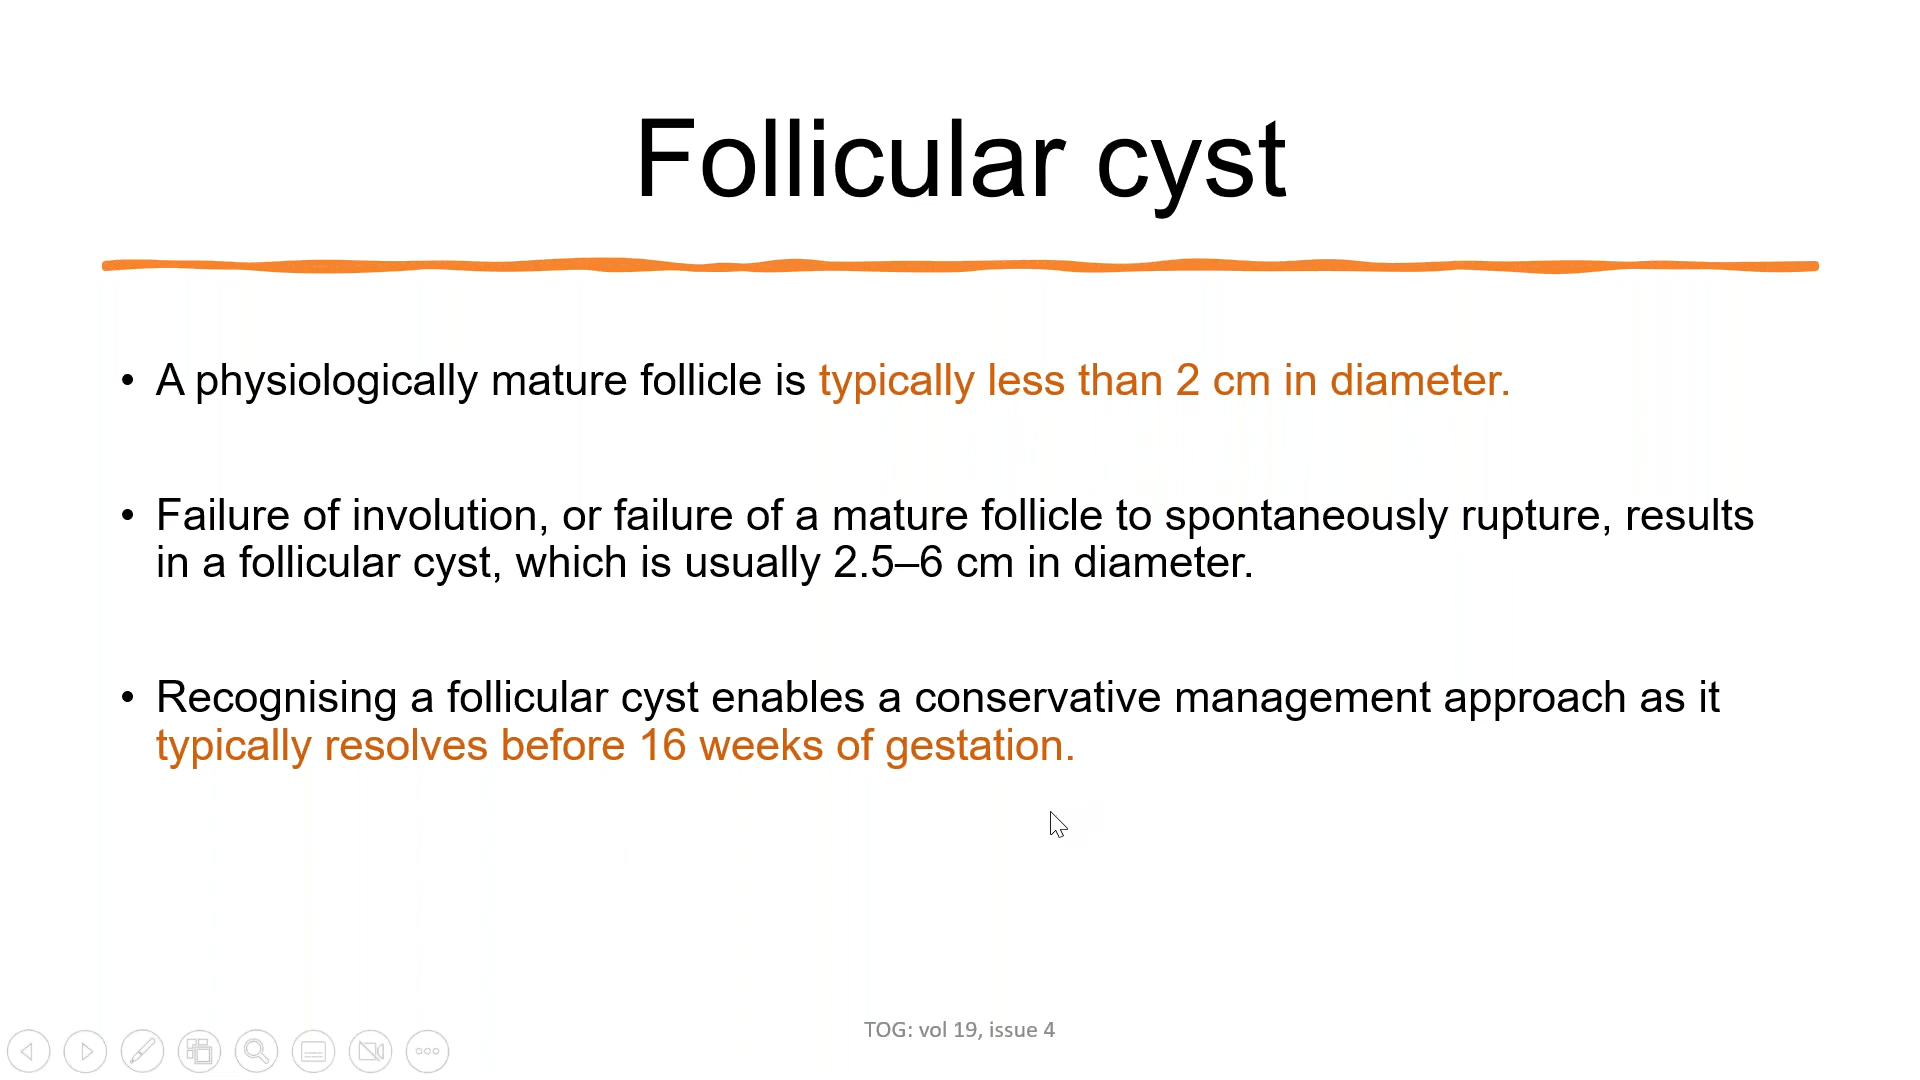 Follicular cyst
• A physiologically mature follicle is typically less than 2 cm in diameter.
• Failure of involution, or failure of a mature follicle to spontaneously rupture, results
in a follicular cyst, which is usually 2.5–6 cm in diameter.
• Recognising a follicular cyst enables a conservative management approach as it
typically resolves before 16 weeks of gestation.
TOG: vol 19, issue 4